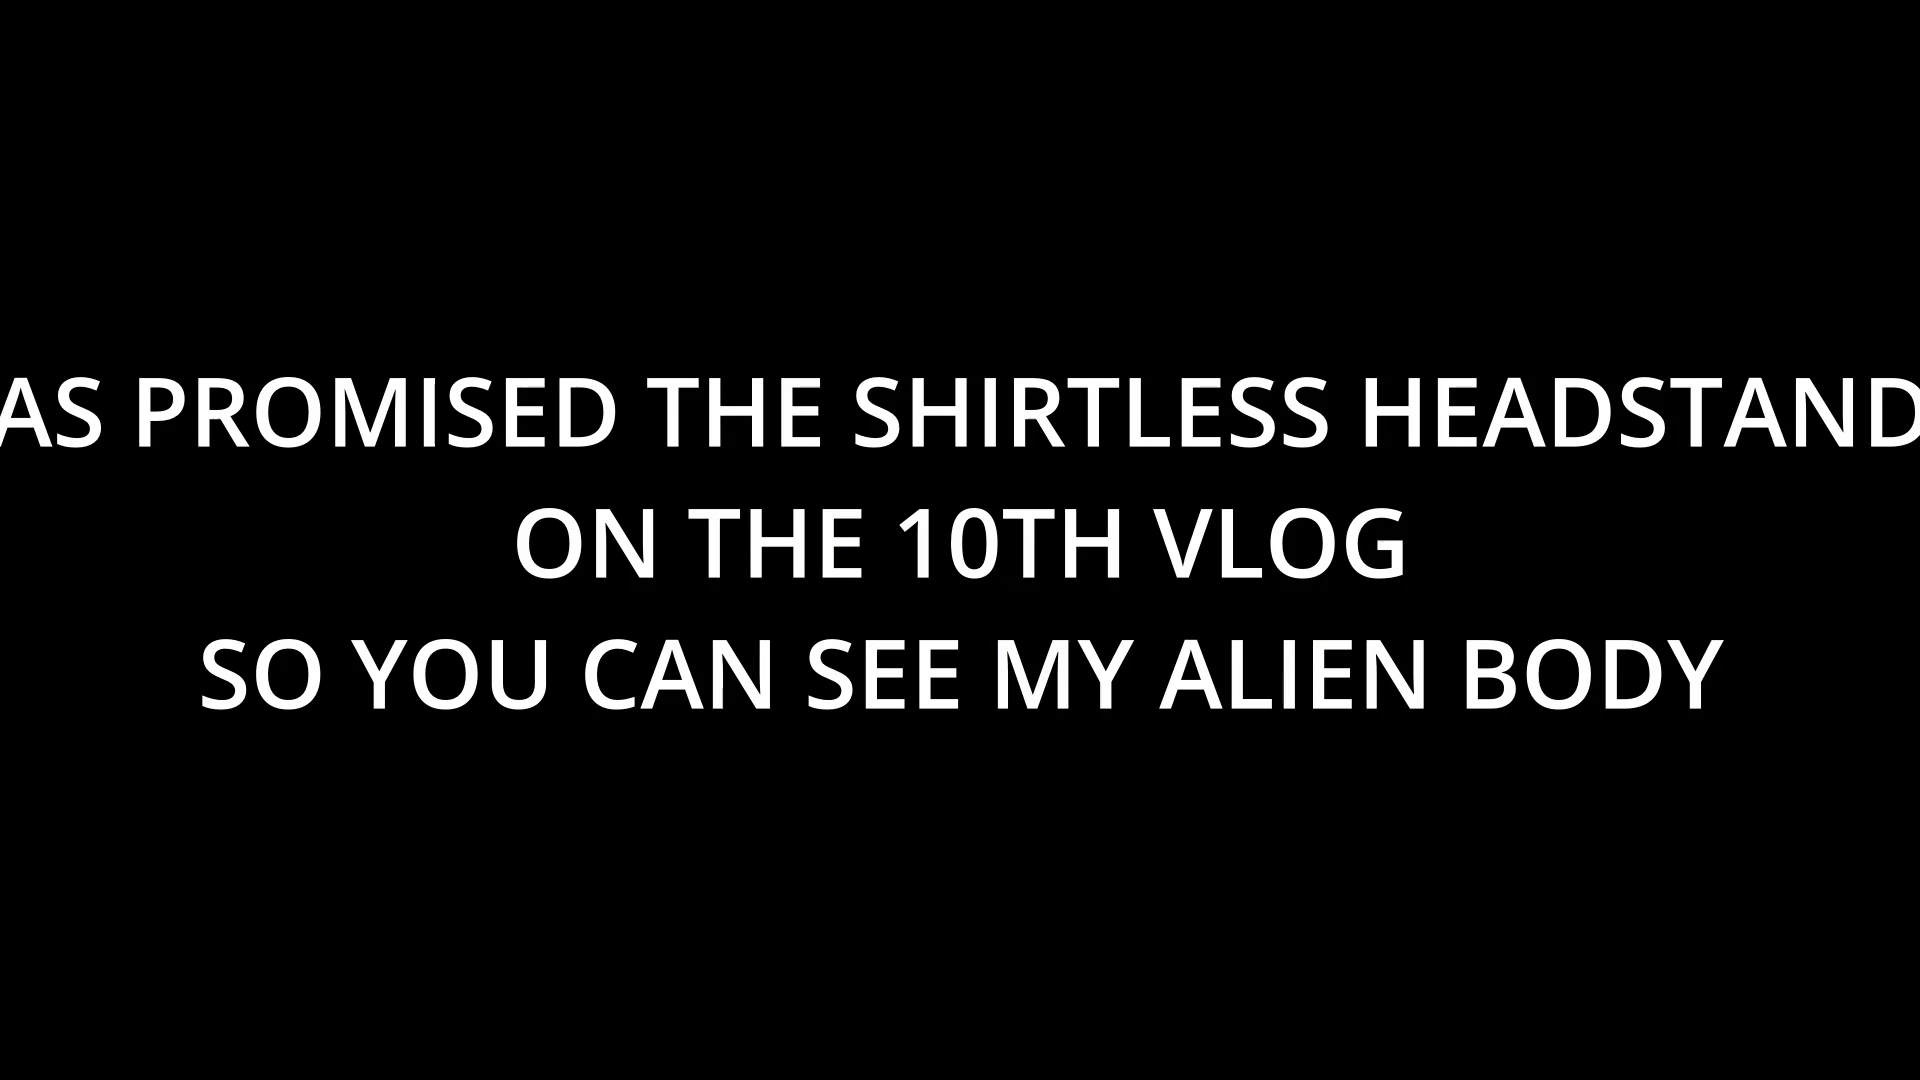 AS PROMISED THE SHIRTLESS HEADSTAND
ON THE 10TH VLOG
SO YOU CAN SEE MY ALIEN BODY